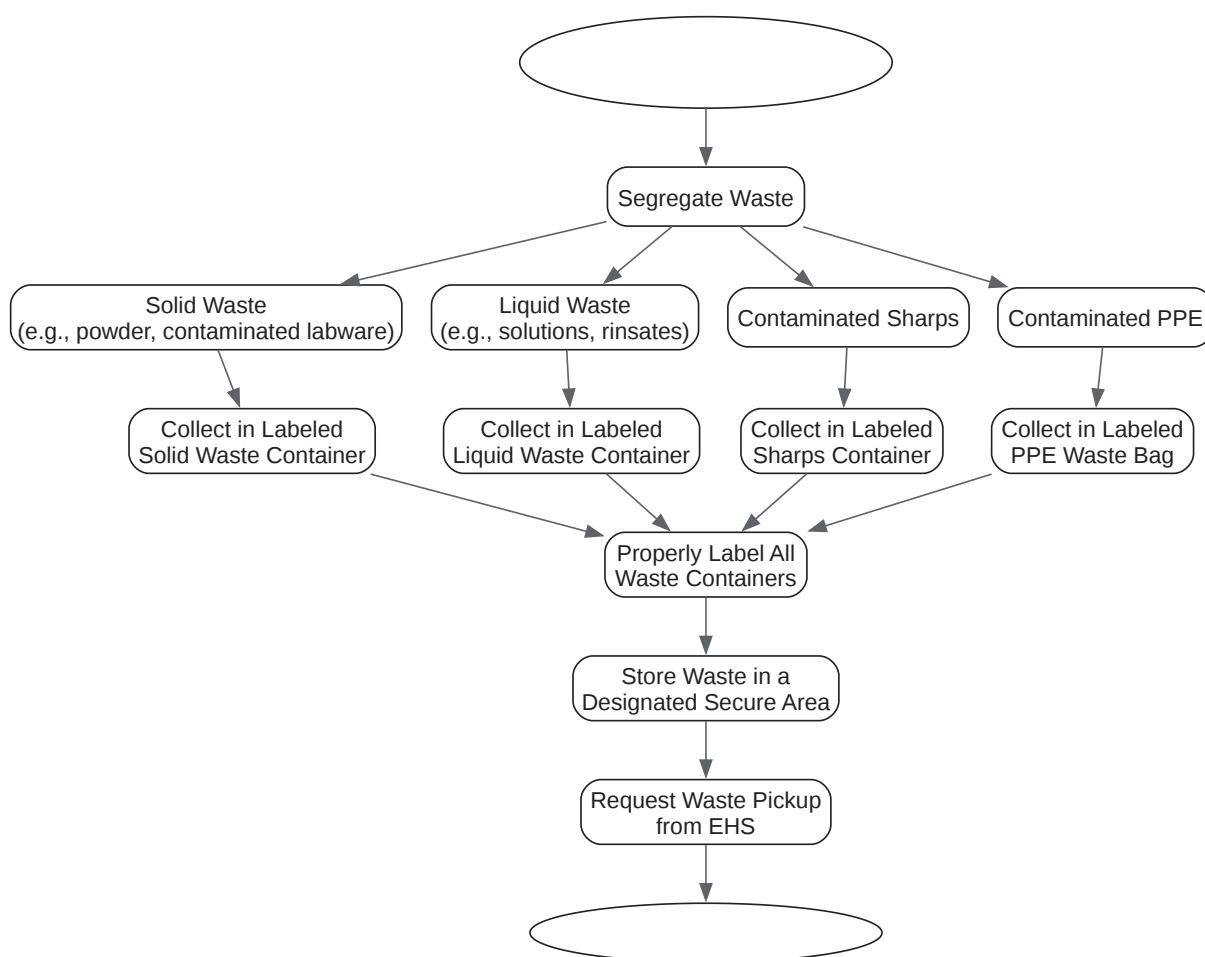 Segregate Waste
Solid Waste
(e.g., powder, contaminated labware)
Liquid Waste
(e.g., solutions, rinsates)
Contaminated Sharps
Contaminated PPE
Collect in Labeled
Solid Waste Container
Collect in Labeled
Liquid Waste Container
Collect in Labeled
Sharps Container
Collect in Labeled
PPE Waste Bag
Properly Label All
Waste Containers
Store Waste in a
Designated Secure Area
Request Waste Pickup
from EHS